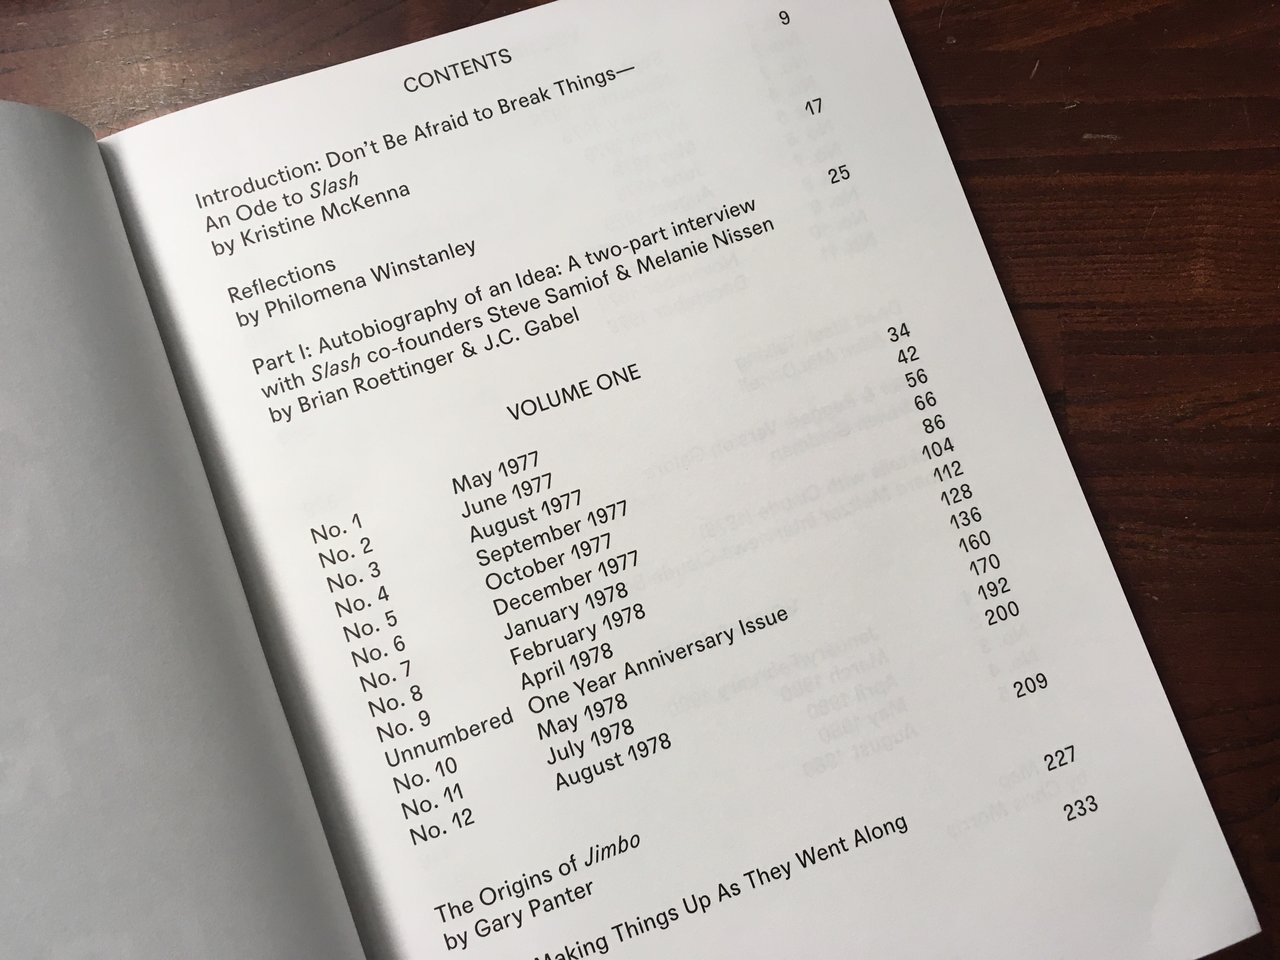 CONTENTS
Introduction: Don't Be Afraid to Break Things— 9
An Ode to Slash
by Kristine McKenna
Reflections 17
by Philomena Winstanley
Part I: Autobiography of an Idea: A two-part interview 25
with Slash co-founders Steve Samiof & Melanie Nissen
by Brian Roettinger & J.C. Gabel
VOLUME ONE
No. 1 May 1977 34
No. 2 June 1977 42
No. 3 August 1977 56
No. 4 September 1977 66
No. 5 October 1977 86
No. 6 December 1977 104
No. 7 January 1978 112
No. 8 February 1978 128
No. 9 April 1978 136
Unnumbered One Year Anniversary Issue 160
No. 10 May 1978 170
No. 11 July 1978 192
No. 12 August 1978 200
The Origins of Jimbo 209
by Gary Panter
Making Things Up As They Went Along 227
233